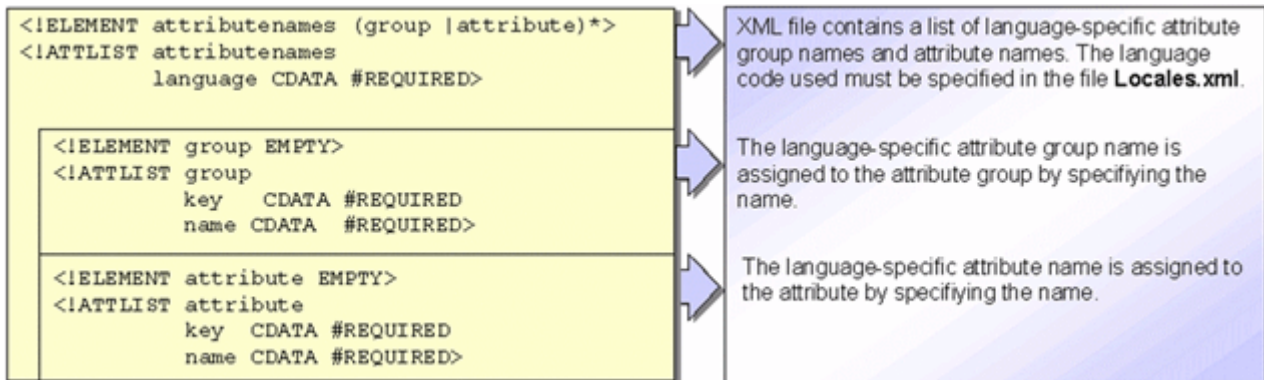 <!ELEMENT attributenames (group |attribute)*>
<!ATTLIST attributenames
language CDATA #REQUIRED>
<!ELEMENT group EMPTY>
<!ATTLIST group
key CDATA #REQUIRED
name CDATA #REQUIRED>
<!ELEMENT attribute EMPTY>
<!ATTLIST attribute
key CDATA #REQUIRED
name CDATA #REQUIRED>
XML file contains a list of language-specific attribute
group names and attribute names. The language
code used must be specified in the file Locales.xml.
The language-specific attribute group name is
assigned to the attribute group by specifiying the
name.
The language-specific attribute name is assigned to
the attribute by specifiying the name.